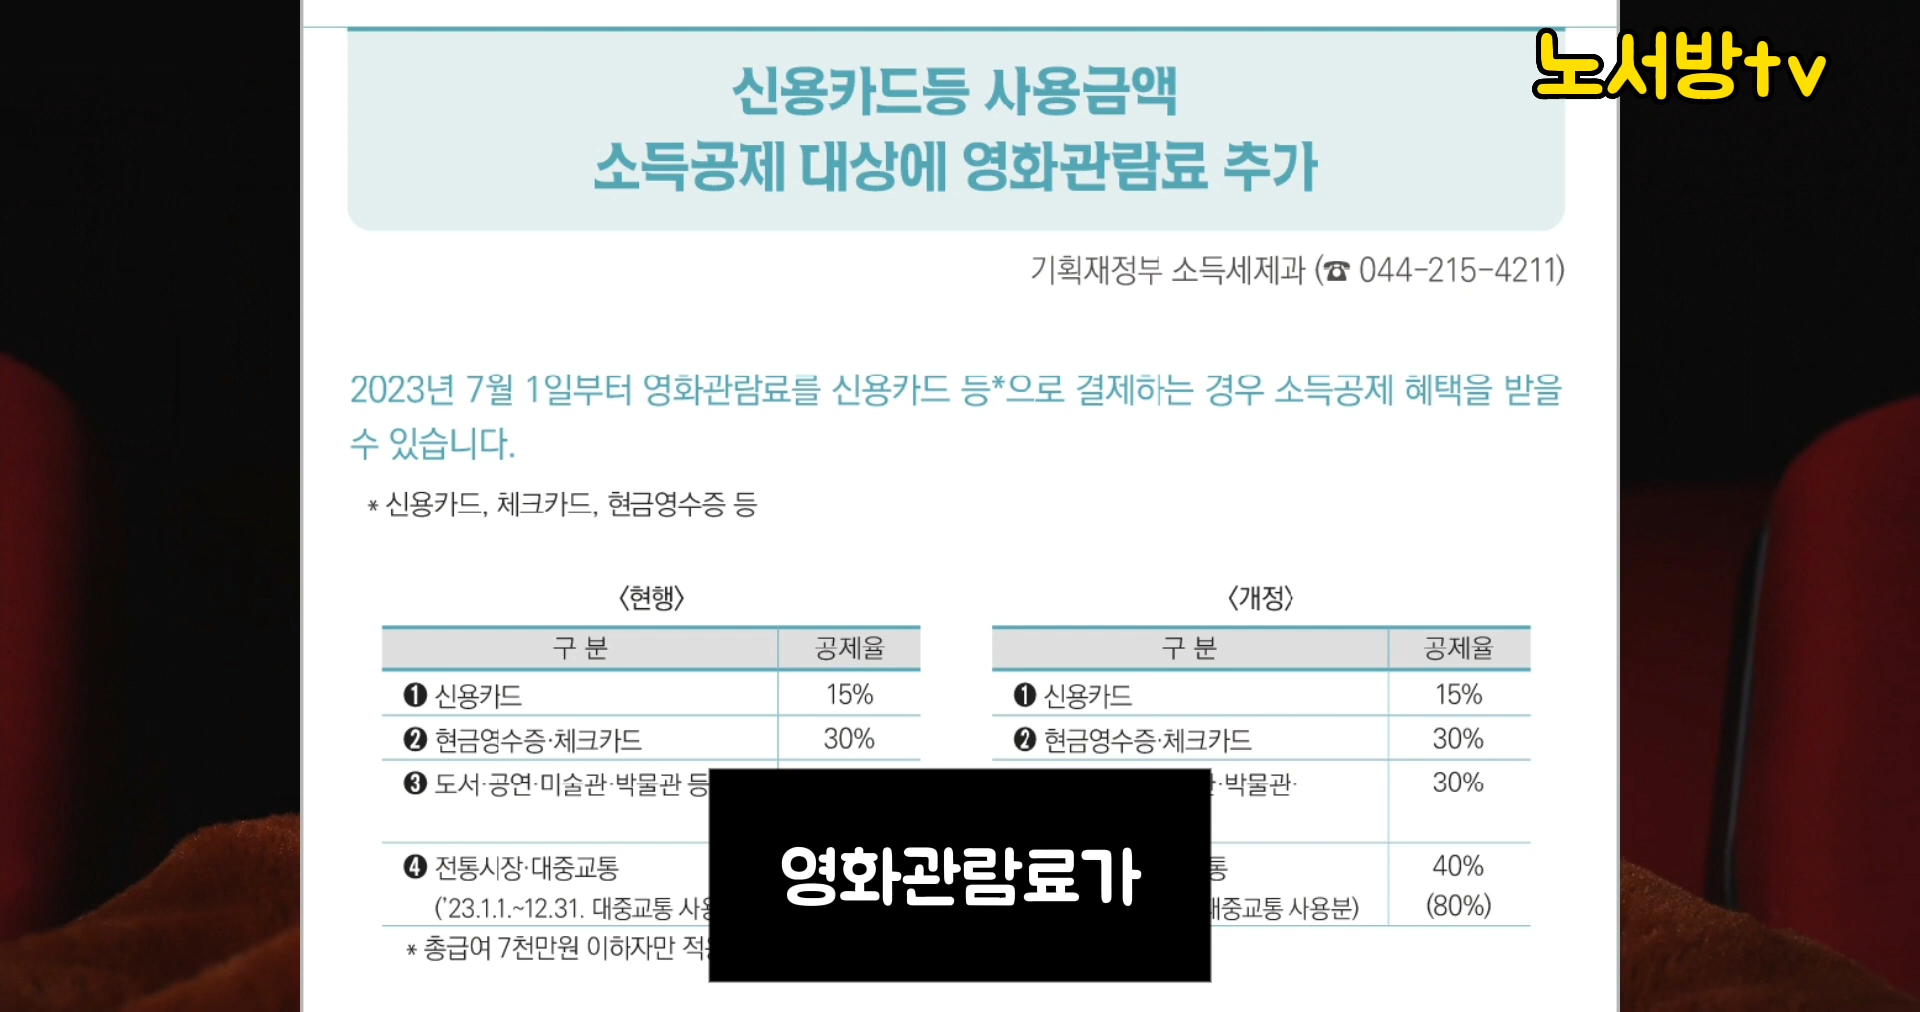 노서방tv
신용카드등 사용금액
소득공제 대상에 영화관람료 추가
기획재정부 소득세제과 (☎ 044-215-4211)
2023년 7월 1일부터 영화관람료를 신용카드 등*으로 결제하는 경우 소득공제 혜택을 받을
수 있습니다.
* 신용카드, 체크카드, 현금영수증 등
〈현행〉
구 분 공제율
❶ 신용카드 15%
❷ 현금영수증·체크카드 30%
❸ 도서·공연·미술관·박물관 등
❹ 전통시장·대중교통
('23.1.1.~12.31. 대중교통
* 총급여 7천만원 이하자만
〈개정〉
구 분 공제율
❶ 신용카드 15%
❷ 현금영수증·체크카드 30%
·박물관· 30%
통 40%
대중교통 사용분) (80%)
영화관람료가